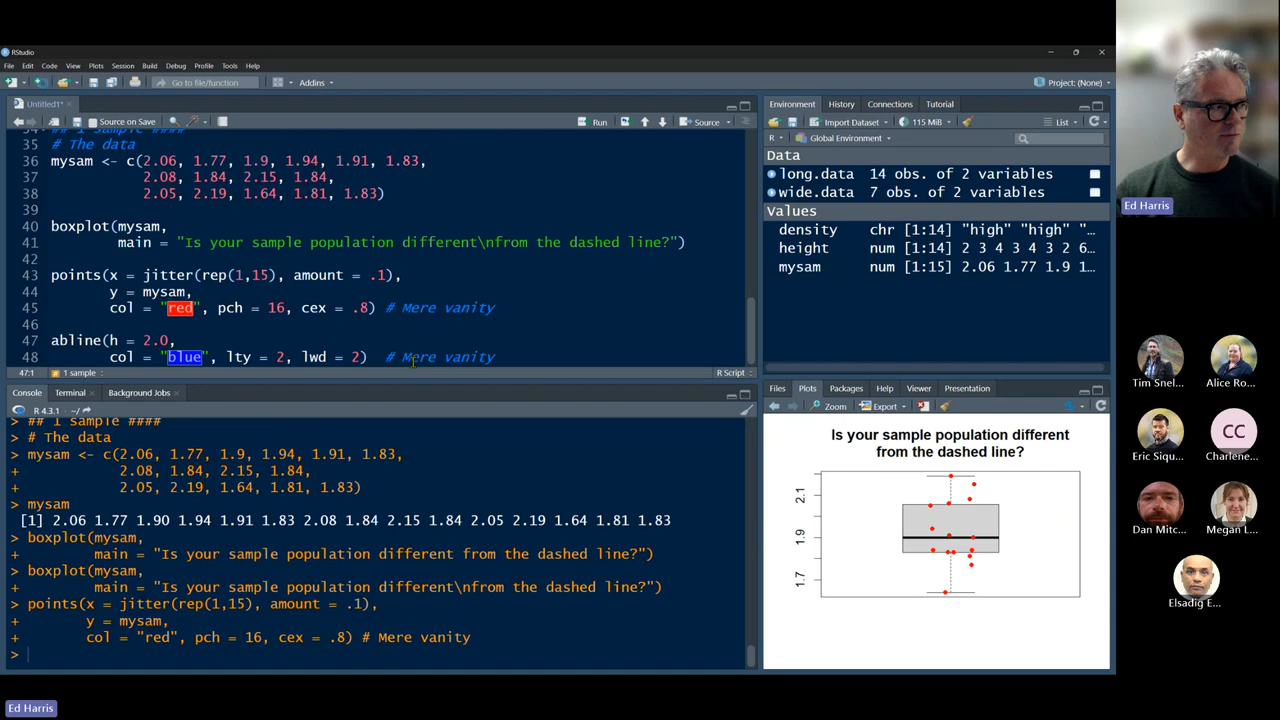 RStudio
File Edit Code View Plots Session Build Debug Profile Tools Help
Go to file/function
Addins
Project: (None)
Untitled1*
Source on Save
Run
Source
34 ## 1 sample ####
35 # The data
36 mysam <- c(2.06, 1.77, 1.9, 1.94, 1.91, 1.83,
37 2.08, 1.84, 2.15, 1.84,
38 2.05, 2.19, 1.64, 1.81, 1.83)
39
40 boxplot(mysam,
41 main = "Is your sample population different\nfrom the dashed line?")
42
43 points(x = jitter(rep(1,15), amount = .1),
44 y = mysam,
45 col = "red", pch = 16, cex = .8) # Mere vanity
46
47 abline(h = 2.0,
48 col = "blue", lty = 2, lwd = 2) # Mere vanity
47:1 1 sample
R Script
Console Terminal Background Jobs
R 4.3.1 · ~/
> ## 1 sample ####
> # The data
> mysam <- c(2.06, 1.77, 1.9, 1.94, 1.91, 1.83,
+ 2.08, 1.84, 2.15, 1.84,
+ 2.05, 2.19, 1.64, 1.81, 1.83)
> mysam
[1] 2.06 1.77 1.90 1.94 1.91 1.83 2.08 1.84 2.15 1.84 2.05 2.19 1.64 1.81 1.83
> boxplot(mysam,
+ main = "Is your sample population different from the dashed line?")
> boxplot(mysam,
+ main = "Is your sample population different\nfrom the dashed line?")
> points(x = jitter(rep(1,15), amount = .1),
+ y = mysam,
+ col = "red", pch = 16, cex = .8) # Mere vanity
>
Environment History Connections Tutorial
Import Dataset
115 MiB
List
R
Global Environment
Data
long.data 14 obs. of 2 variables
wide.data 7 obs. of 2 variables
Values
density chr [1:14] "high" "high" "…
height num [1:14] 2 3 4 3 4 3 2 6…
mysam num [1:15] 2.06 1.77 1.9 1…
Files Plots Packages Help Viewer Presentation
Zoom
Export
Is your sample population different
from the dashed line?
2.1
1.9
1.7
Ed Harris
Tim Snel...
Alice Ro...
Eric Siqu...
CC
Charlene...
Dan Mitc...
Megan L...
Elsadig E...
Ed Harris